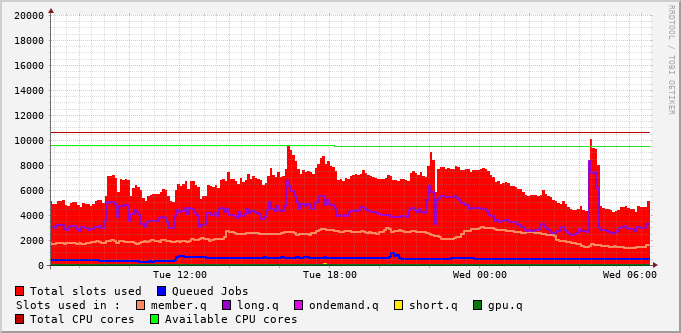 20000
18000
16000
14000
12000
10000
8000
6000
4000
2000
0
Tue 12:00 Tue 18:00 Wed 00:00 Wed 06:00
RRDTOOL / TOBI OETIKER
Total slots used Queued Jobs
Slots used in : member.q long.q ondemand.q short.q gpu.q
Total CPU cores Available CPU cores